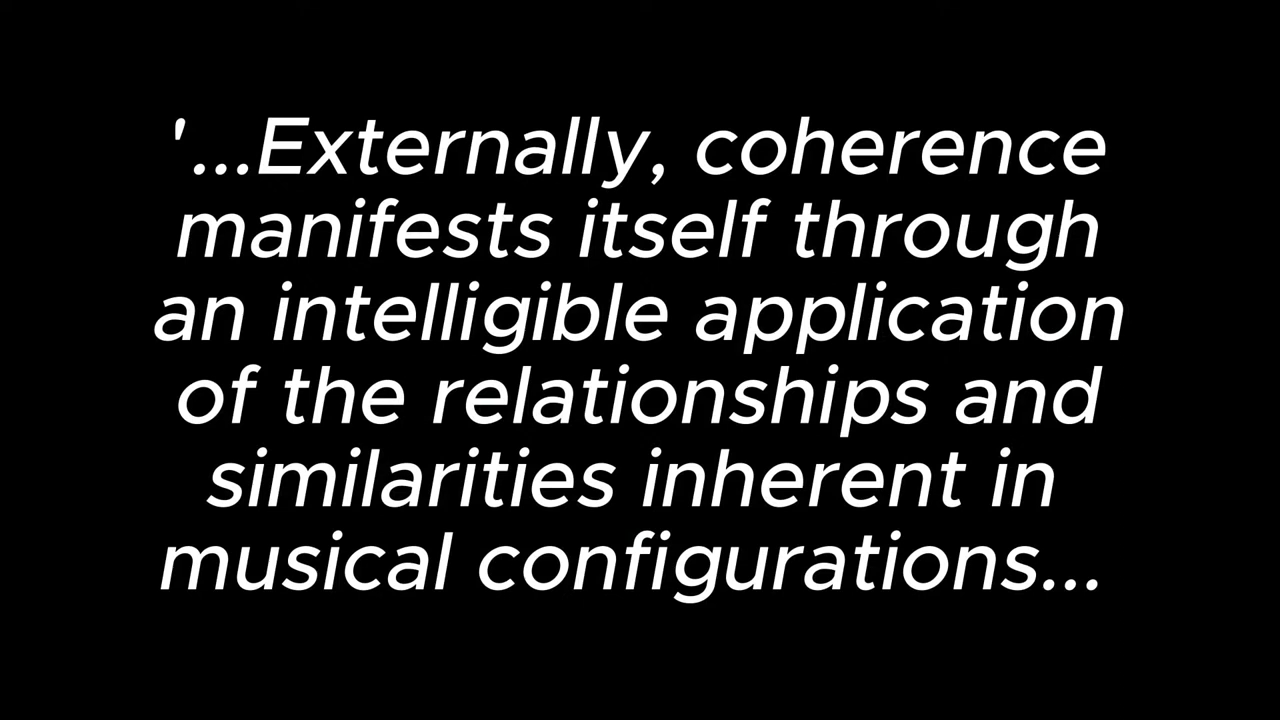 '...Externally, coherence
manifests itself through
an intelligible application
of the relationships and
similarities inherent in
musical configurations...